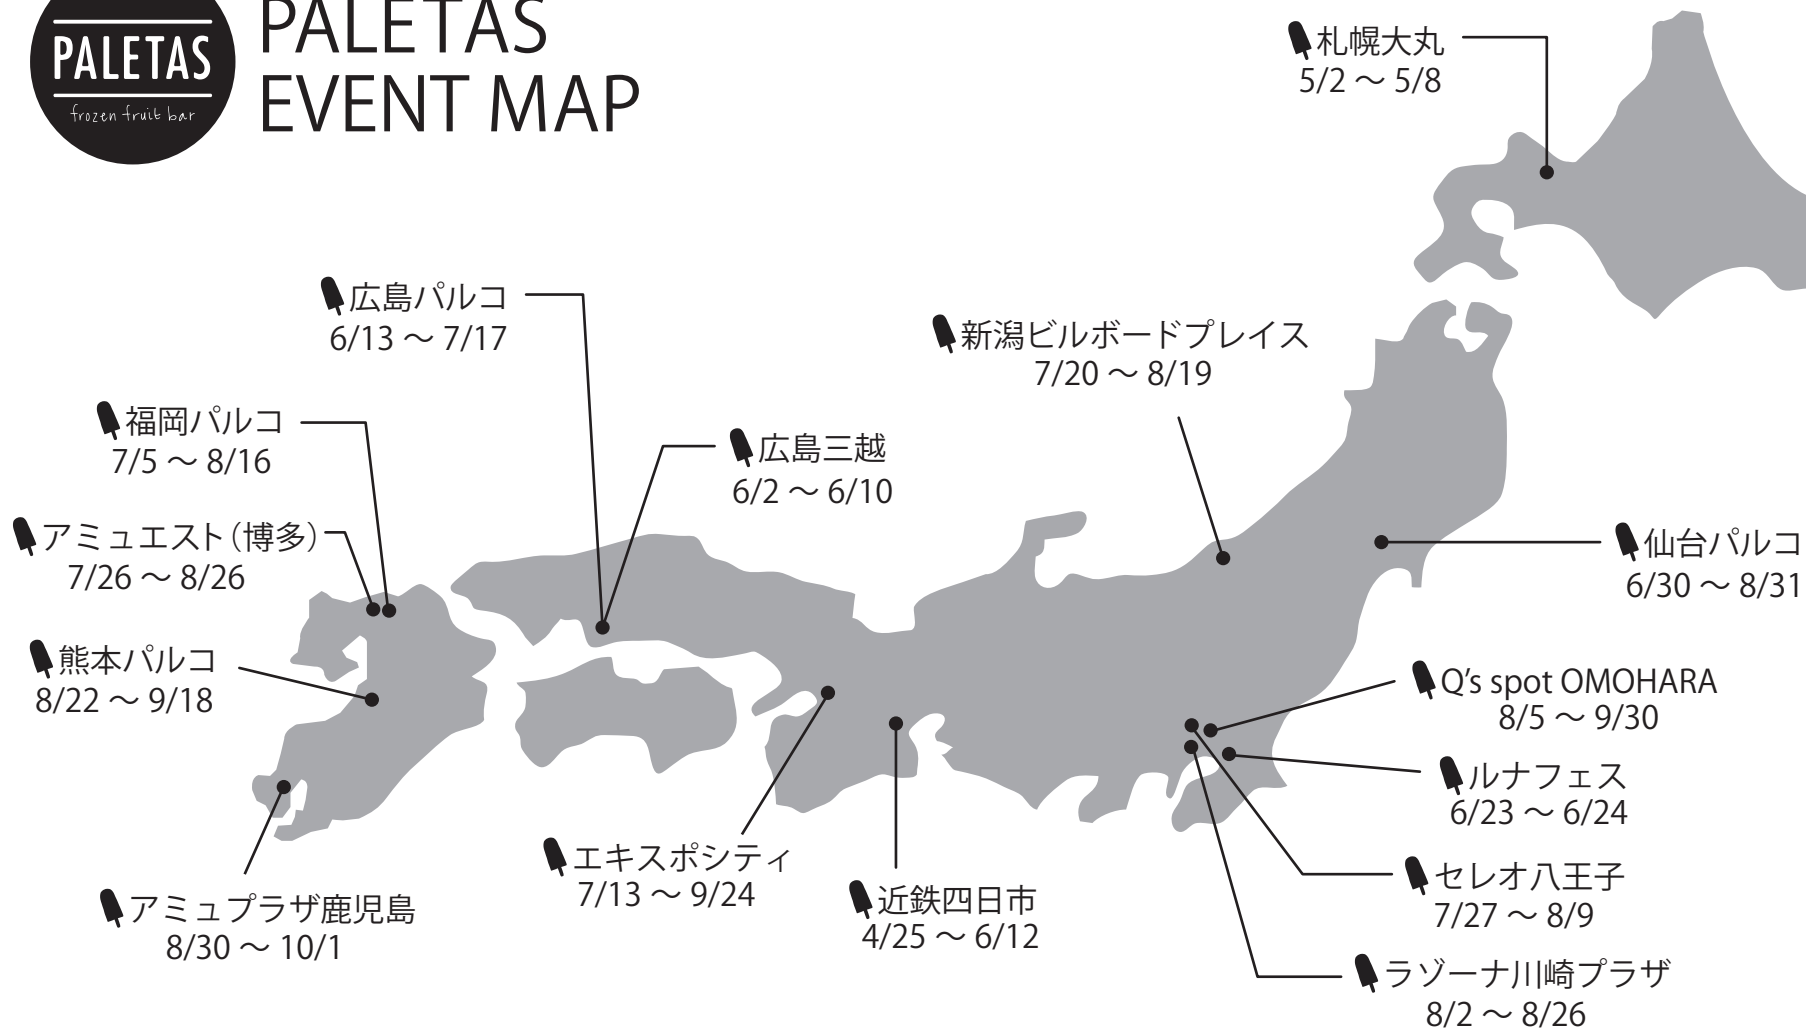 PALETAS
frozen fruit bar
PALETAS
EVENT MAP
札幌大丸
5/2 〜 5/8
広島パルコ
6/13 〜 7/17
新潟ビルボードプレイス
7/20 〜 8/19
福岡パルコ
7/5 〜 8/16
広島三越
6/2 〜 6/10
アミュエスト（博多）
7/26 〜 8/26
仙台パルコ
6/30 〜 8/31
熊本パルコ
8/22 〜 9/18
Q’s spot OMOHARA
8/5 〜 9/30
ルナフェス
6/23 〜 6/24
エキスポシティ
7/13 〜 9/24
近鉄四日市
4/25 〜 6/12
セレオ八王子
7/27 〜 8/9
アミュプラザ鹿児島
8/30 〜 10/1
ラゾーナ川崎プラザ
8/2 〜 8/26